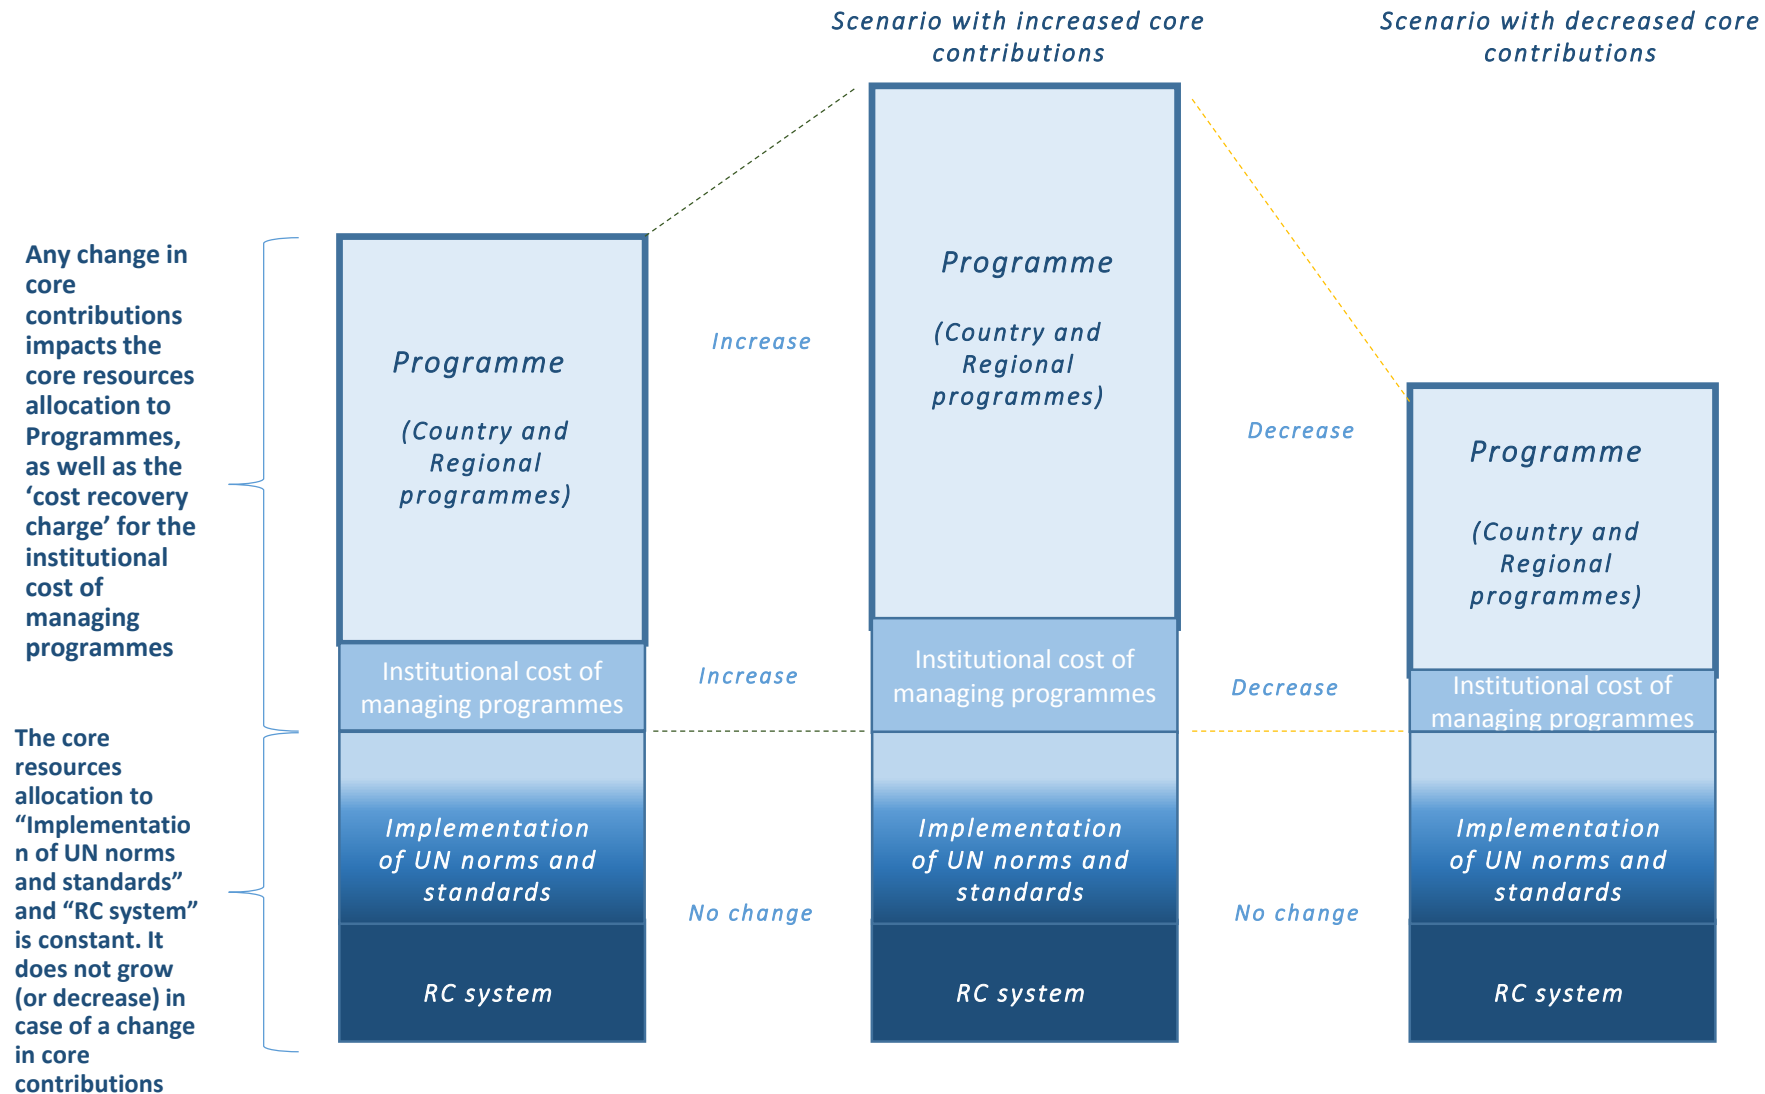 Scenario with increased core
contributions
Scenario with decreased core
contributions
Any change in
core
contributions
impacts the
core resources
allocation to
Programmes,
as well as the
‘cost recovery
charge’ for the
institutional
cost of
managing
programmes
The core
resources
allocation to
“Implementatio
n of UN norms
and standards”
and “RC system”
is constant. It
does not grow
(or decrease) in
case of a change
in core
contributions
Programme
(Country and
Regional
programmes)
Institutional cost of
managing programmes
Implementation
of UN norms and
standards
RC system
Increase
Increase
No change
Programme
(Country and
Regional
programmes)
Institutional cost of
managing programmes
Implementation
of UN norms and
standards
RC system
Decrease
Decrease
No change
Programme
(Country and
Regional
programmes)
Institutional cost of
managing programmes
Implementation
of UN norms and
standards
RC system